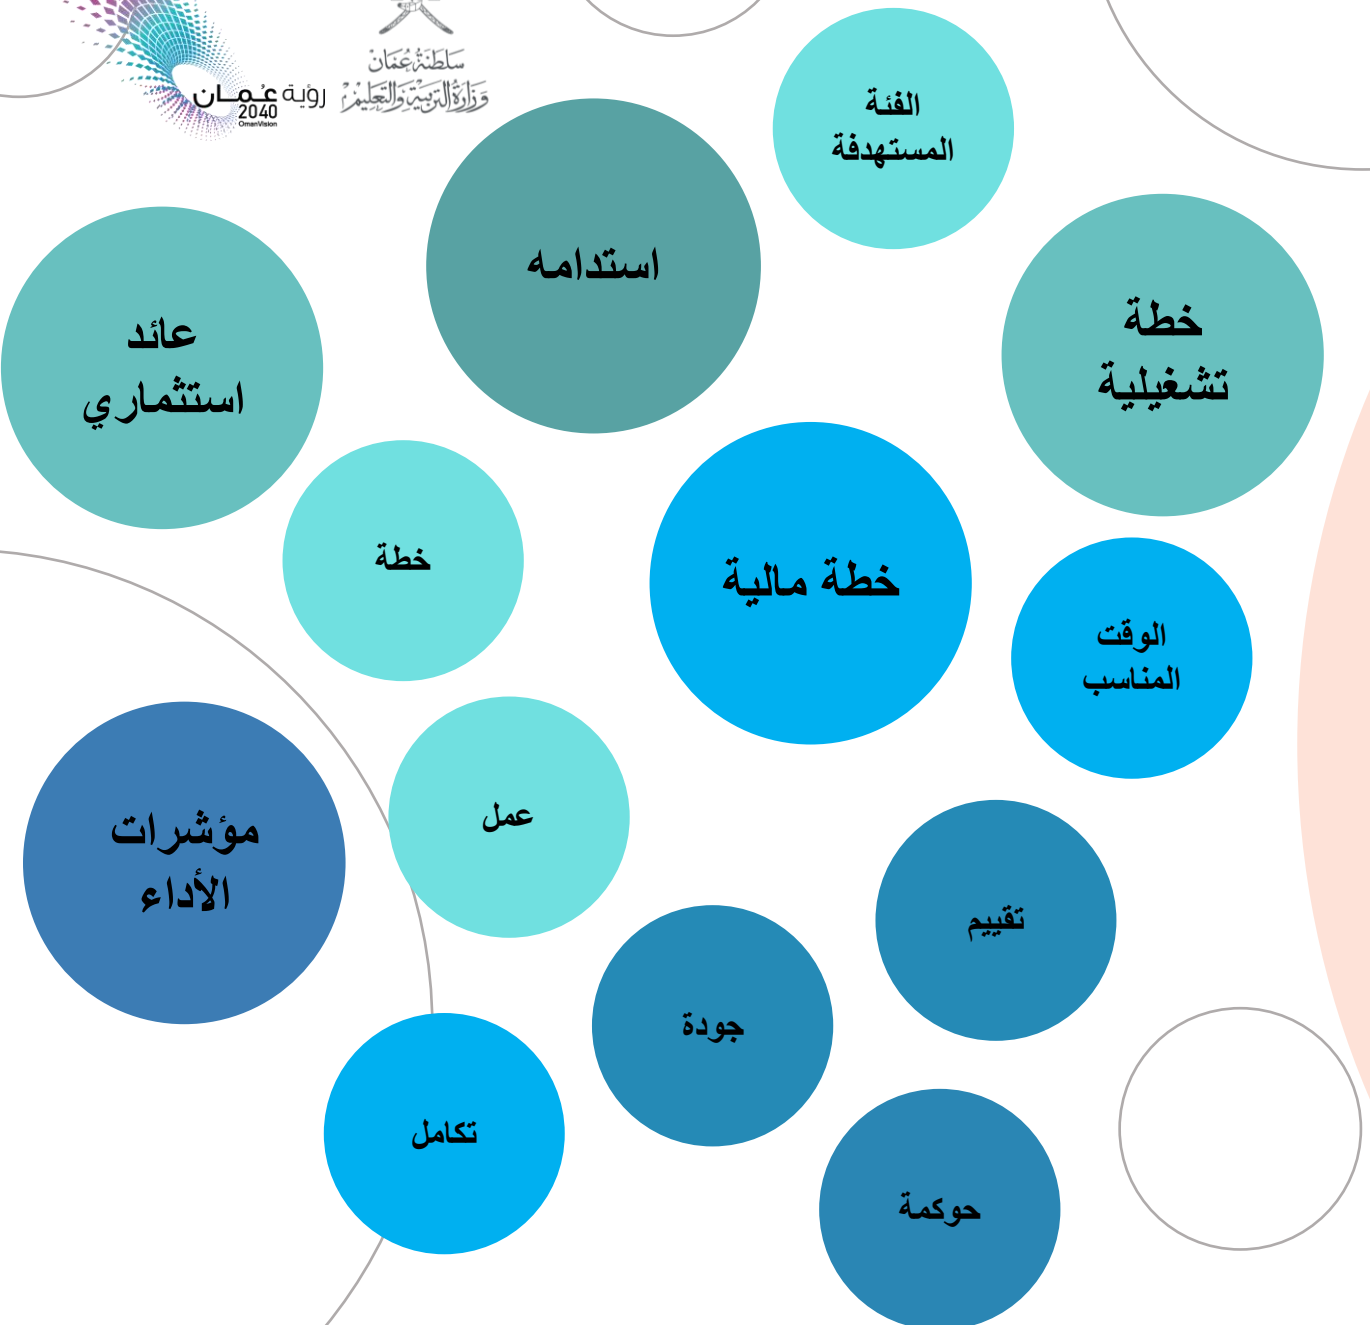 سلطنة عمان
وزارة التربية والتعليم
رؤية عمان
2040
OmanVision
الفئة
المستهدفة
استدامه
خطة
تشغيلية
عائد
استثماري
خطة
خطة مالية
الوقت
المناسب
عمل
مؤشرات
الأداء
تقييم
جودة
تكامل
حوكمة